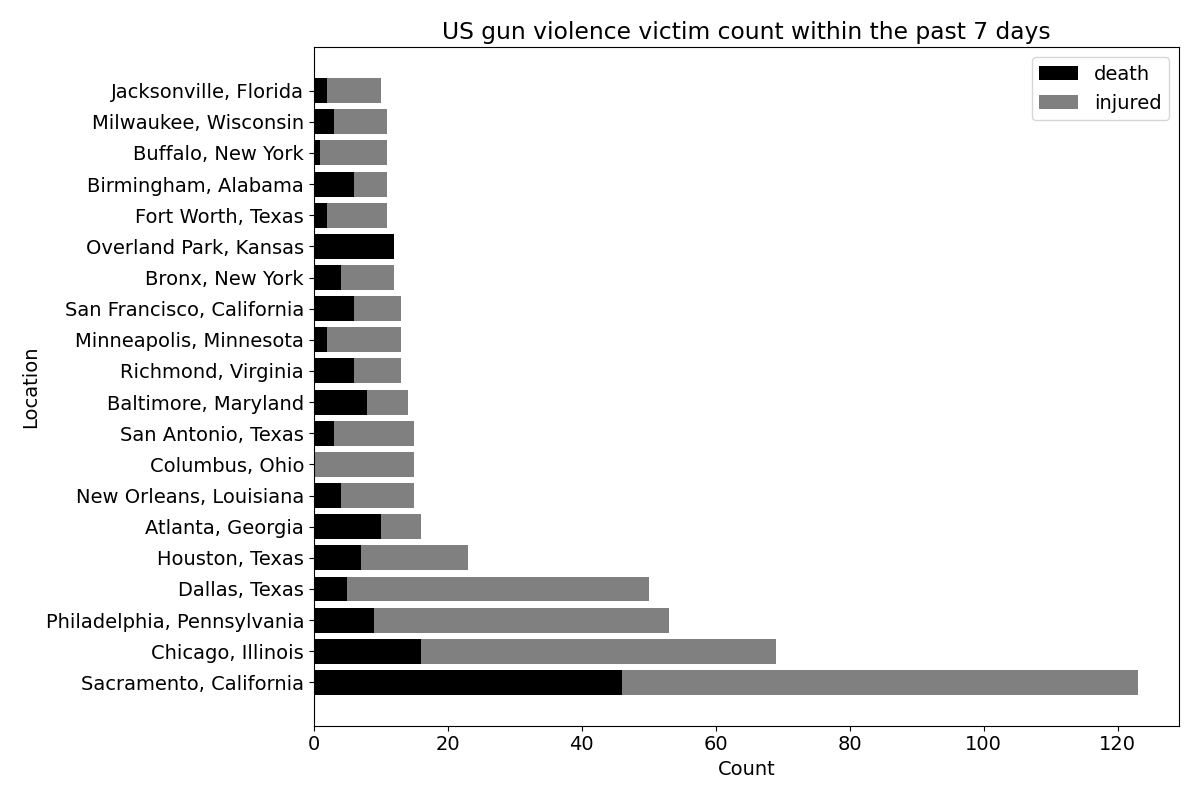 US gun violence victim count within the past 7 days
death
injured
Jacksonville, Florida
Milwaukee, Wisconsin
Buffalo, New York
Birmingham, Alabama
Fort Worth, Texas
Overland Park, Kansas
Bronx, New York
San Francisco, California
Minneapolis, Minnesota
Richmond, Virginia
Baltimore, Maryland
San Antonio, Texas
Columbus, Ohio
New Orleans, Louisiana
Atlanta, Georgia
Houston, Texas
Dallas, Texas
Philadelphia, Pennsylvania
Chicago, Illinois
Sacramento, California
Location
0 20 40 60 80 100 120
Count